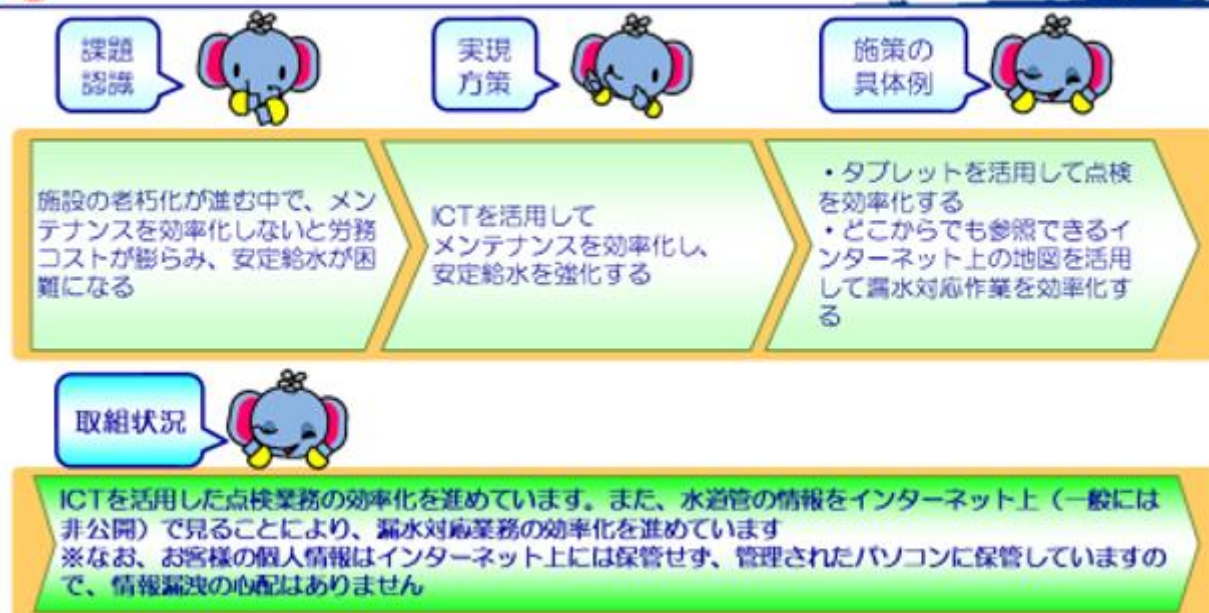 課題
認識
実現
方策
施策の
具体例
施設の老朽化が進む中で、メン
テナンスを効率化しないと労務
コストが膨らみ、安定給水が困
難になる
ICTを活用して
メンテナンスを効率化し、
安定給水を強化する
・タブレットを活用して点検
を効率化する
・どこからでも参照できるイ
ンターネット上の地図を活用
して漏水対応作業を効率化す
る
取組状況
ICTを活用した点検業務の効率化を進めています。また、水道管の情報をインターネット上（一般には
非公開）で見ることにより、漏水対応業務の効率化を進めています
※なお、お客様の個人情報はインターネット上には保管せず、管理されたパソコンに保管していますの
で、情報漏洩の心配はありません